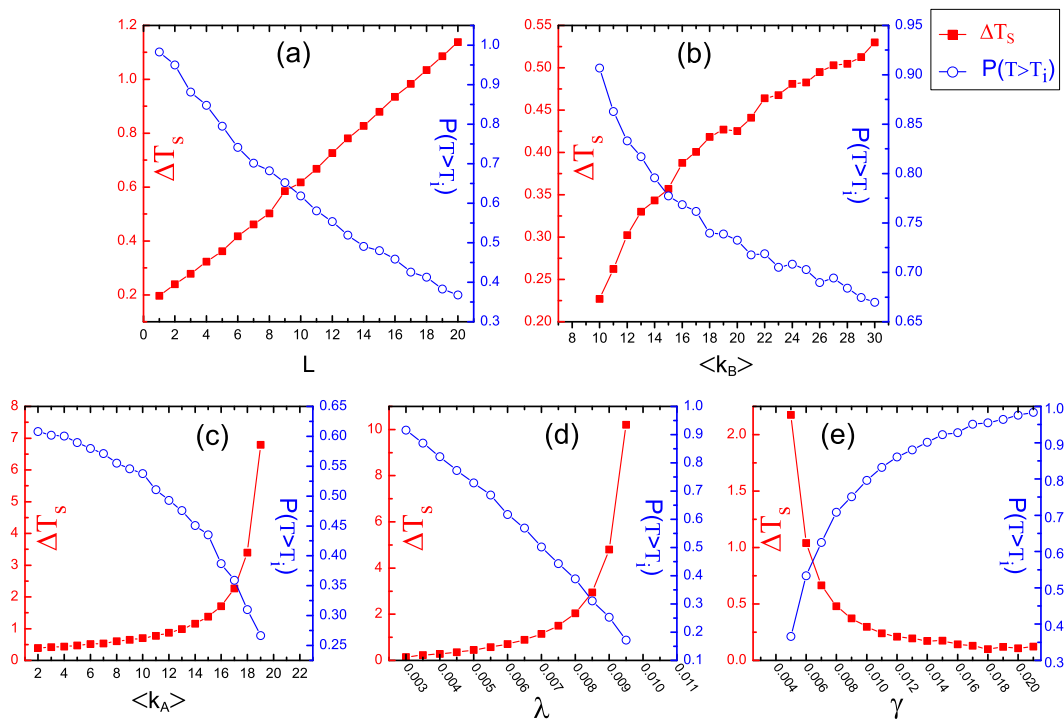 ΔT_S
P(T>T_i)
(a)
1.2
1.0
0.8
0.6
0.4
0.2
ΔT_s
1.0
0.9
0.8
0.7
0.6
0.5
0.4
0.3
P(T>T_i)
0 2 4 6 8 10 12 14 16 18 20
L
(b)
0.55
0.50
0.45
0.40
0.35
0.30
0.25
0.20
ΔT_s
0.95
0.90
0.85
0.80
0.75
0.70
0.65
P(T>T_i)
8 10 12 14 16 18 20 22 24 26 28 30
<k_B>
(c)
8
7
6
5
4
3
2
1
0
ΔT_s
0.65
0.60
0.55
0.50
0.45
0.40
0.35
0.30
0.25
P(T>T_i)
2 4 6 8 10 12 14 16 18 20 22
<k_A>
(d)
10
8
6
4
2
0
ΔT_s
1.0
0.9
0.8
0.7
0.6
0.5
0.4
0.3
0.2
0.1
P(T>T_i)
0.003 0.004 0.005 0.006 0.007 0.008 0.009 0.010 0.011
λ
(e)
2.0
1.5
1.0
0.5
0.0
ΔT_s
1.0
0.9
0.8
0.7
0.6
0.5
0.4
0.3
P(T>T_i)
0.004 0.006 0.008 0.010 0.012 0.014 0.016 0.018 0.020
γ